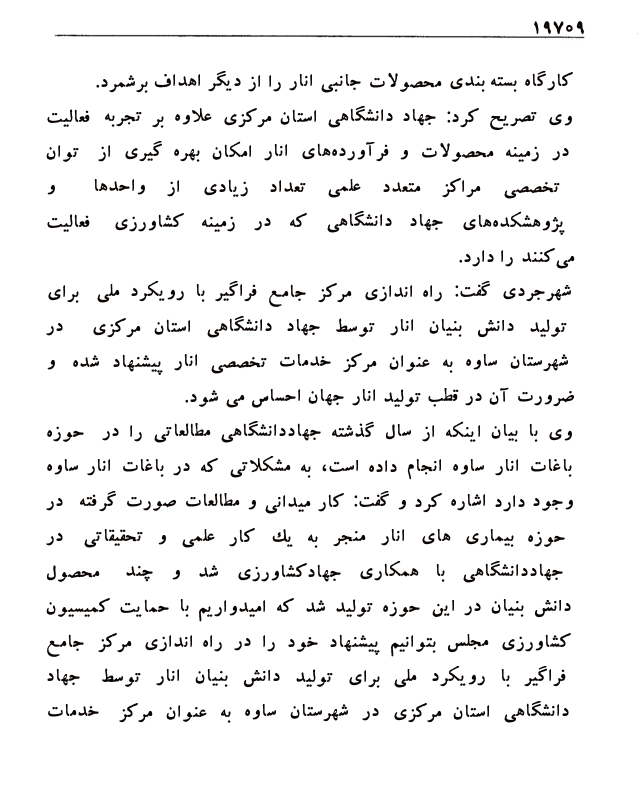 ۱۹۷۰۹
کارگاه بسته بندی محصولات جانبی انار را از دیگر اهداف برشمرد.
وی تصریح کرد: جهاد دانشگاهی استان مرکزی علاوه بر تجربه فعالیت
در زمینه محصولات و فرآورده‌های انار امکان بهره گیری از توان
تخصصی مراکز متعدد علمی تعداد زیادی از واحدها و
پژوهشکده‌های جهاد دانشگاهی که در زمینه کشاورزی فعالیت
می‌کنند را دارد.
شهرجردی گفت: راه اندازی مرکز جامع فراگیر با رویکرد ملی برای
تولید دانش بنیان انار توسط جهاد دانشگاهی استان مرکزی در
شهرستان ساوه به عنوان مرکز خدمات تخصصی انار پیشنهاد شده و
ضرورت آن در قطب تولید انار جهان احساس می شود.
وی با بیان اینکه از سال گذشته جهاددانشگاهی مطالعاتی را در حوزه
باغات انار ساوه انجام داده است، به مشکلاتی که در باغات انار ساوه
وجود دارد اشاره کرد و گفت: کار میدانی و مطالعات صورت گرفته در
حوزه بیماری های انار منجر به یك کار علمی و تحقیقاتی در
جهاددانشگاهی با همکاری جهادکشاورزی شد و چند محصول
دانش بنیان در این حوزه تولید شد که امیدواریم با حمایت کمیسیون
کشاورزی مجلس بتوانیم پیشنهاد خود را در راه اندازی مرکز جامع
فراگیر با رویکرد ملی برای تولید دانش بنیان انار توسط جهاد
دانشگاهی استان مرکزی در شهرستان ساوه به عنوان مرکز خدمات